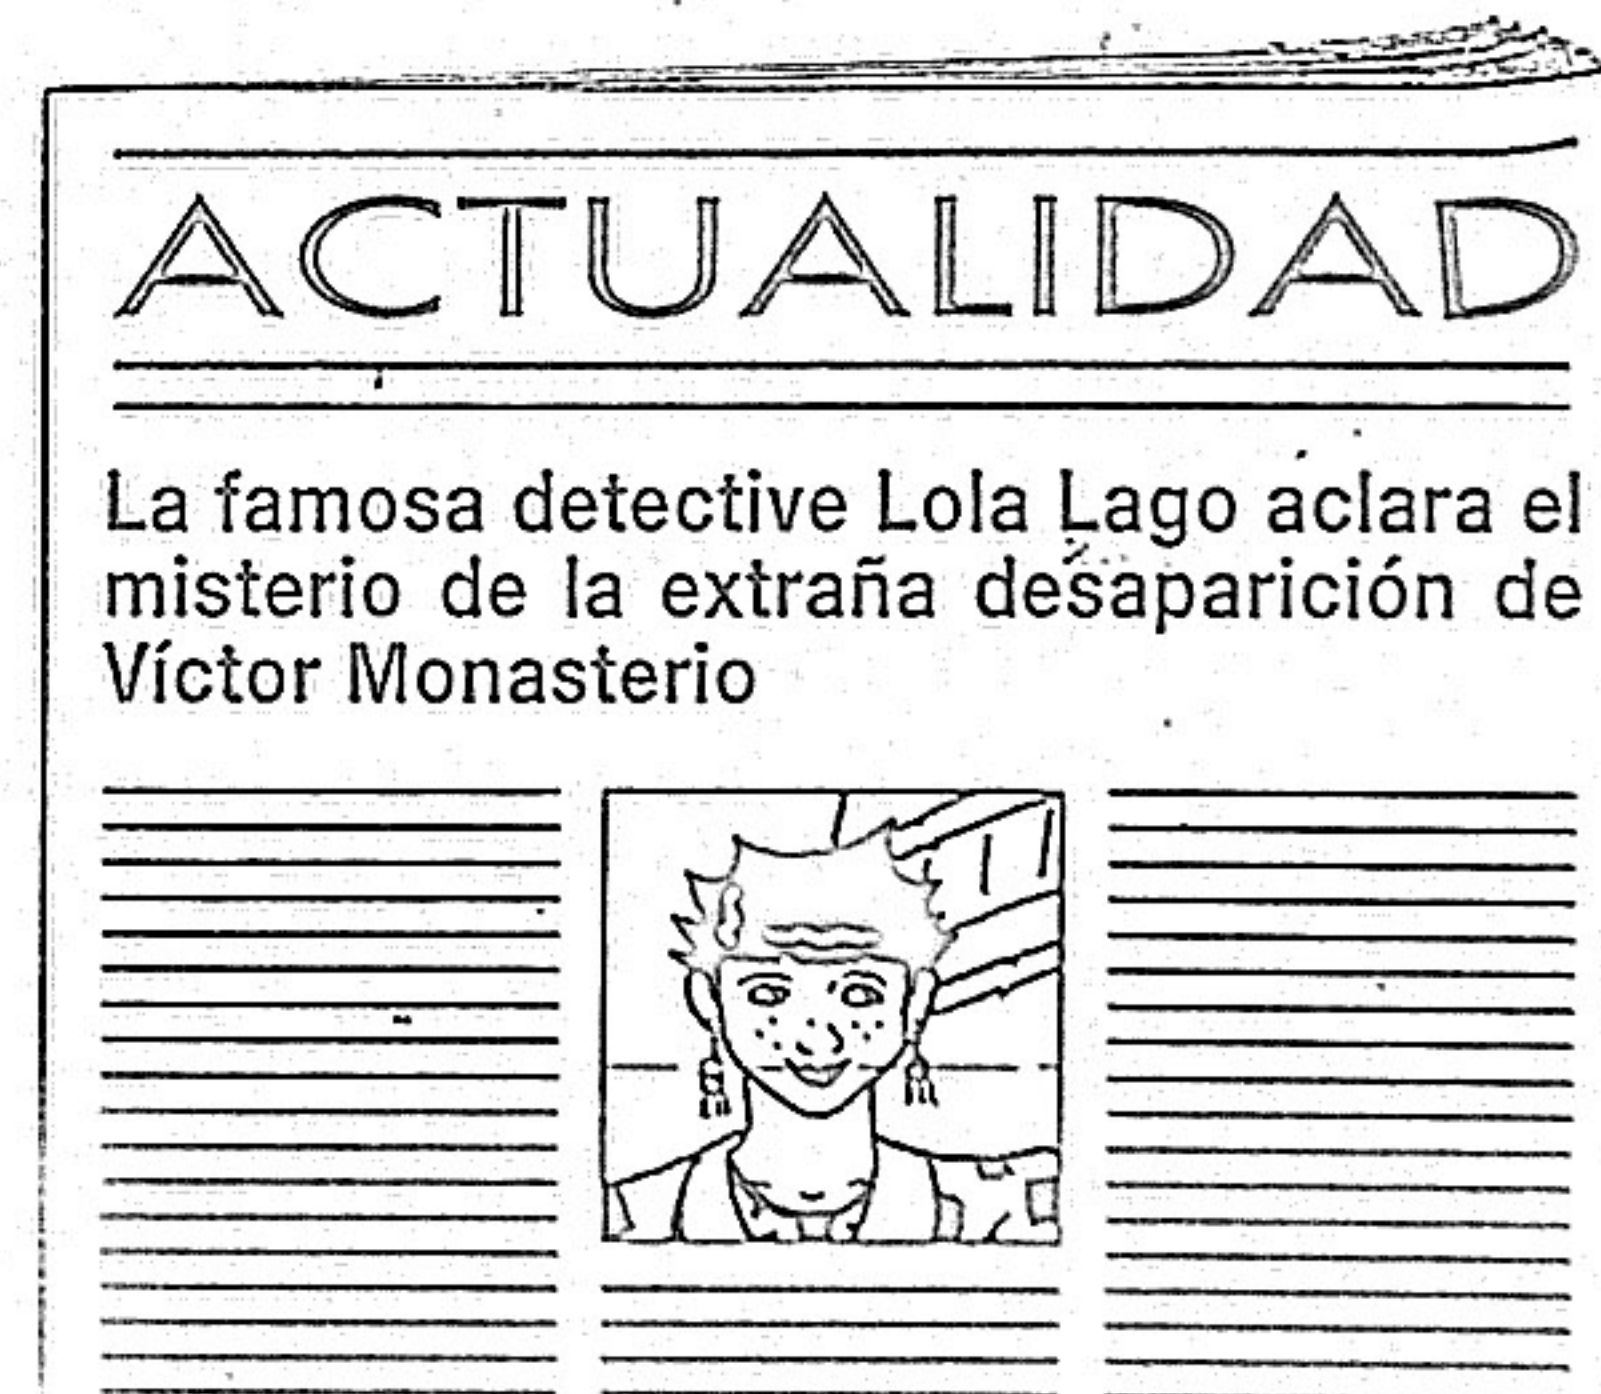 ACTUALIDAD
La famosa detective Lola Lago aclara el
misterio de la extraña desaparición de
Víctor Monasterio